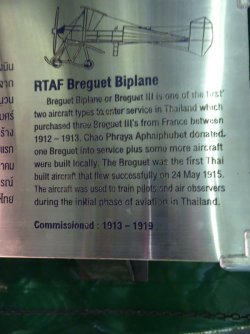 RTAF Breguet Biplane
Breguet Biplane or Breguet III is one of the first
two aircraft types to enter service in Thailand which
purchased three Breguet III's from France between
1912 – 1913. Chao Phraya Aphaiphubet donated
one Breguet into service plus some more aircraft
were built locally. The Breguet was the first Thai
built aircraft that flew successfully on 24 May 1915.
The aircraft was used to train pilots and air observers
during the initial phase of aviation in Thailand.
Commissioned : 1913 – 1919